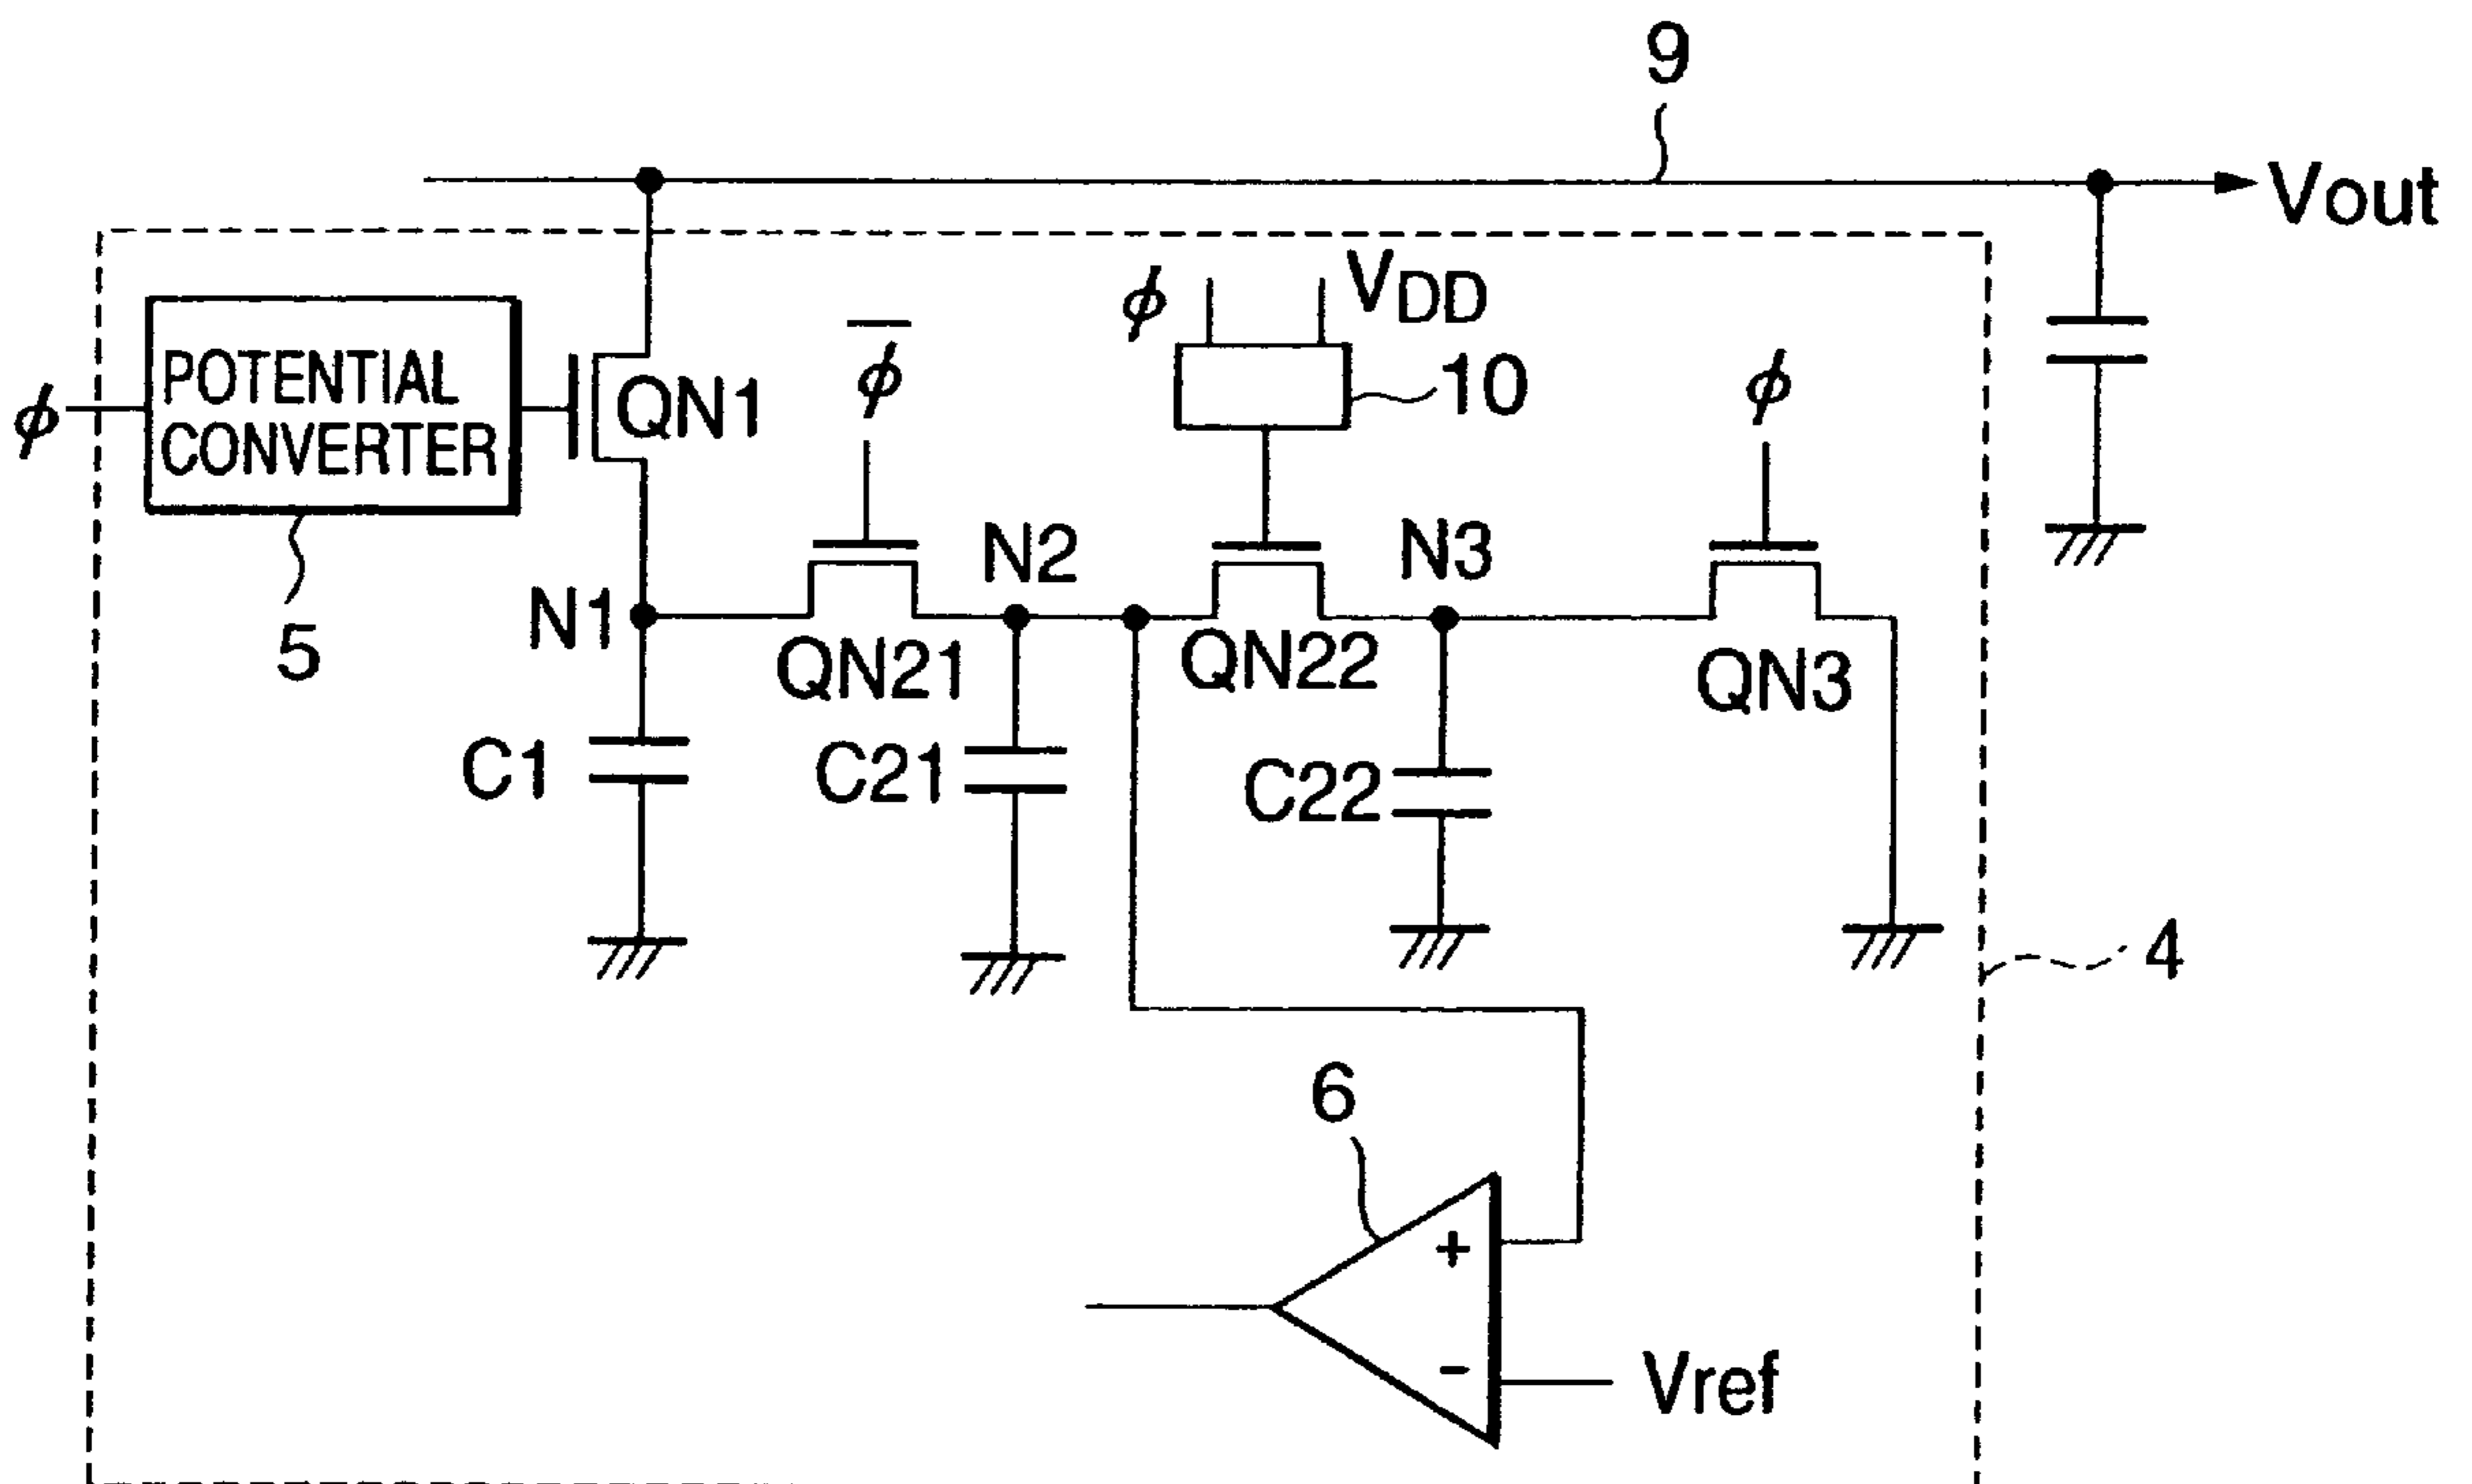 9
Vout
ϕ VDD
ϕ̅
10
ϕ
ϕ
POTENTIAL
CONVERTER
QN1
5
N1
N2
N3
QN21
QN22
QN3
C1
C21
C22
4
6
+
-
Vref